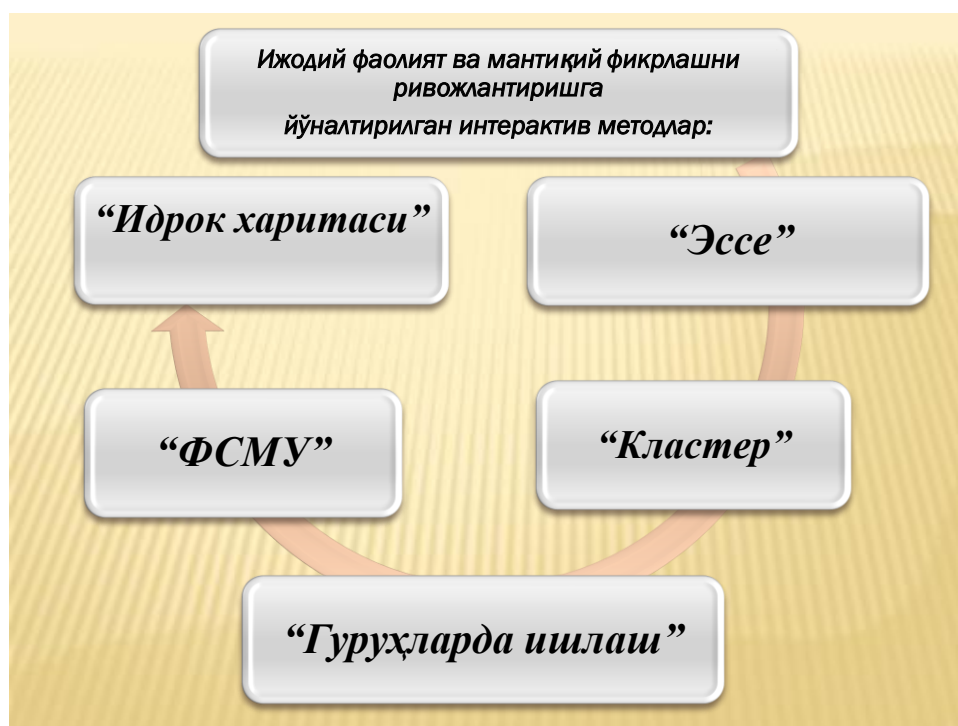 Ижодий фаолият ва мантиқий фикрлашни
ривожлантиришга
йўналтирилган интерактив методлар:
“Идрок харитаси”
“Эссе”
“ФСМУ”
“Кластер”
“Гуруҳларда ишлаш”